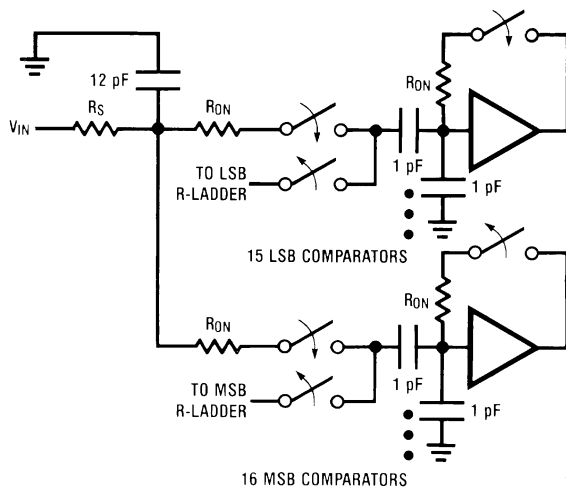 12 pF
RS
VIN
RON
RON
1 pF
TO LSB
R-LADDER
1 pF
15 LSB COMPARATORS
RON
RON
1 pF
TO MSB
R-LADDER
1 pF
16 MSB COMPARATORS